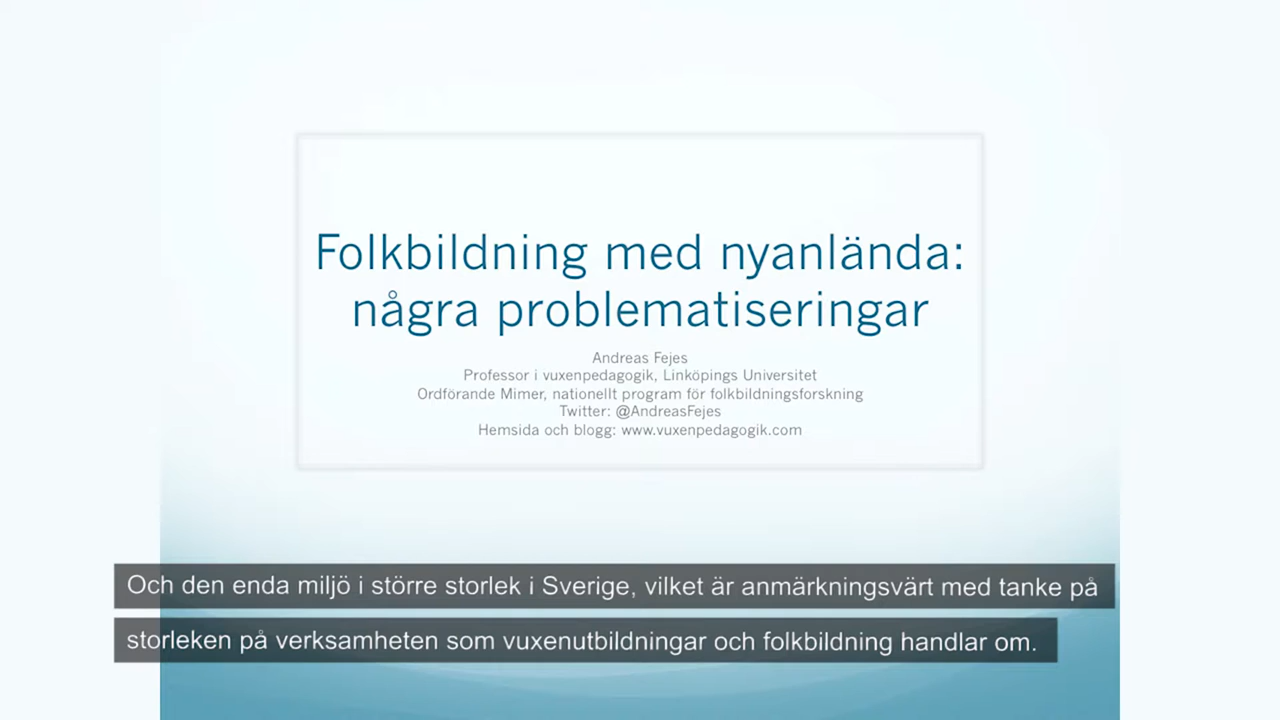 Folkbildning med nyanlända:
några problematiseringar
Andreas Fejes
Professor i vuxenpedagogik, Linköpings Universitet
Ordförande Mimer, nationellt program för folkbildningsforskning
Twitter: @AndreasFejes
Hemsida och blogg: www.vuxenpedagogik.com
Och den enda miljö i större storlek i Sverige, vilket är anmärkningsvärt med tanke på
storleken på verksamheten som vuxenutbildningar och folkbildning handlar om.